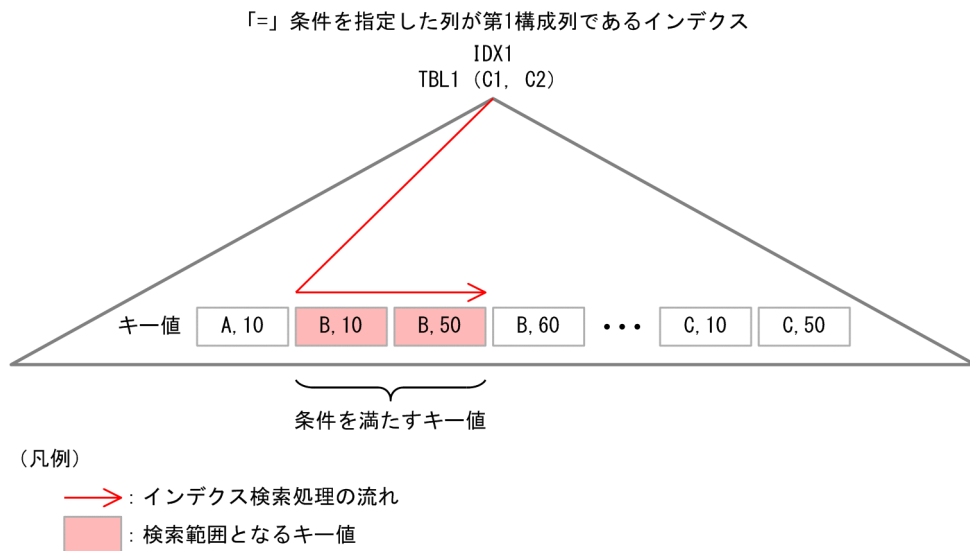 「=」条件を指定した列が第1構成列であるインデクス
IDX1
TBL1 (C1, C2)
キー値 A,10 B,10 B,50 B,60 ••• C,10 C,50
条件を満たすキー値
(凡例)
: インデクス検索処理の流れ
: 検索範囲となるキー値